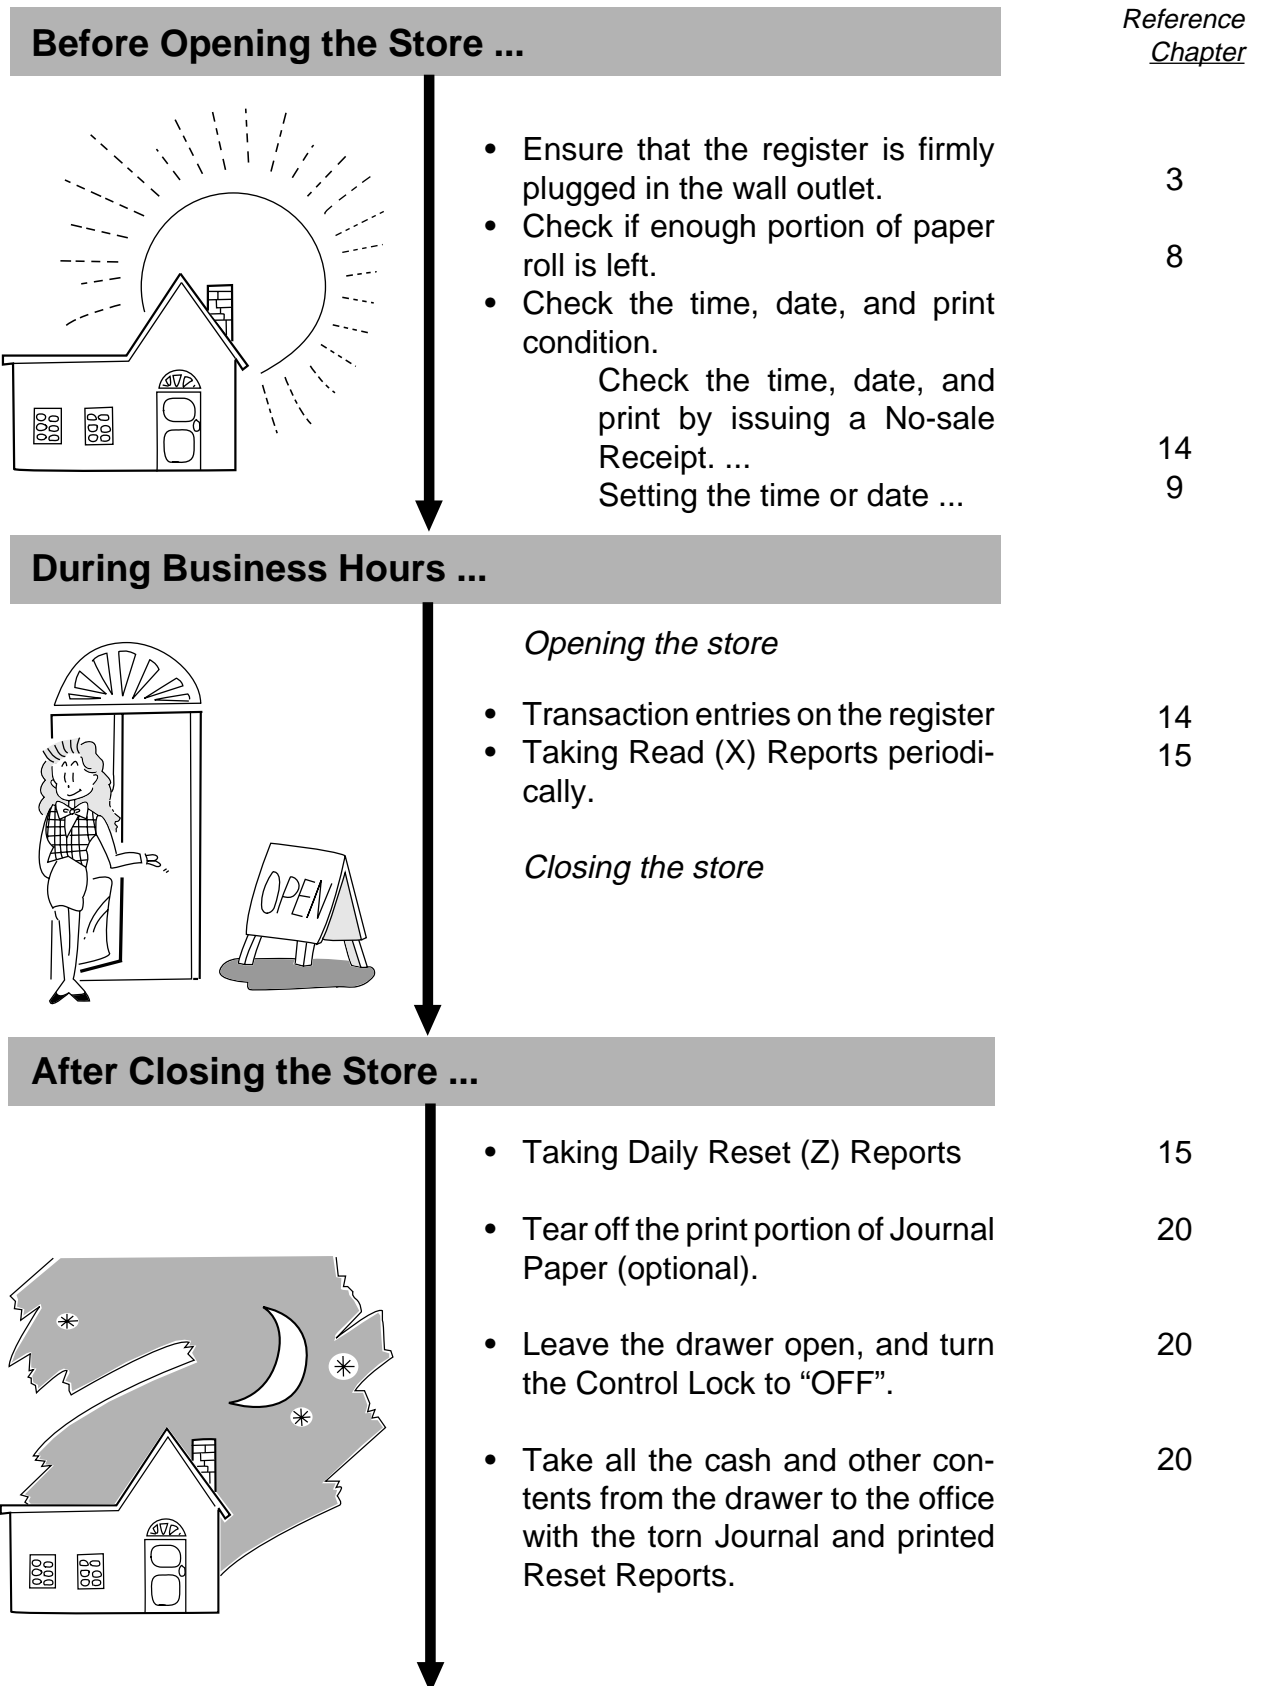 Reference
Chapter
Before Opening the Store ...
• Ensure that the register is firmly
plugged in the wall outlet. 3
• Check if enough portion of paper
roll is left. 8
• Check the time, date, and print
condition.
Check the time, date, and
print by issuing a No-sale
Receipt. ... 14
Setting the time or date ... 9
During Business Hours ...
Opening the store
• Transaction entries on the register 14
• Taking Read (X) Reports periodi- 15
cally.
Closing the store
OPEN
After Closing the Store ...
• Taking Daily Reset (Z) Reports 15
• Tear off the print portion of Journal 20
Paper (optional).
• Leave the drawer open, and turn 20
the Control Lock to “OFF”.
• Take all the cash and other con- 20
tents from the drawer to the office
with the torn Journal and printed
Reset Reports.